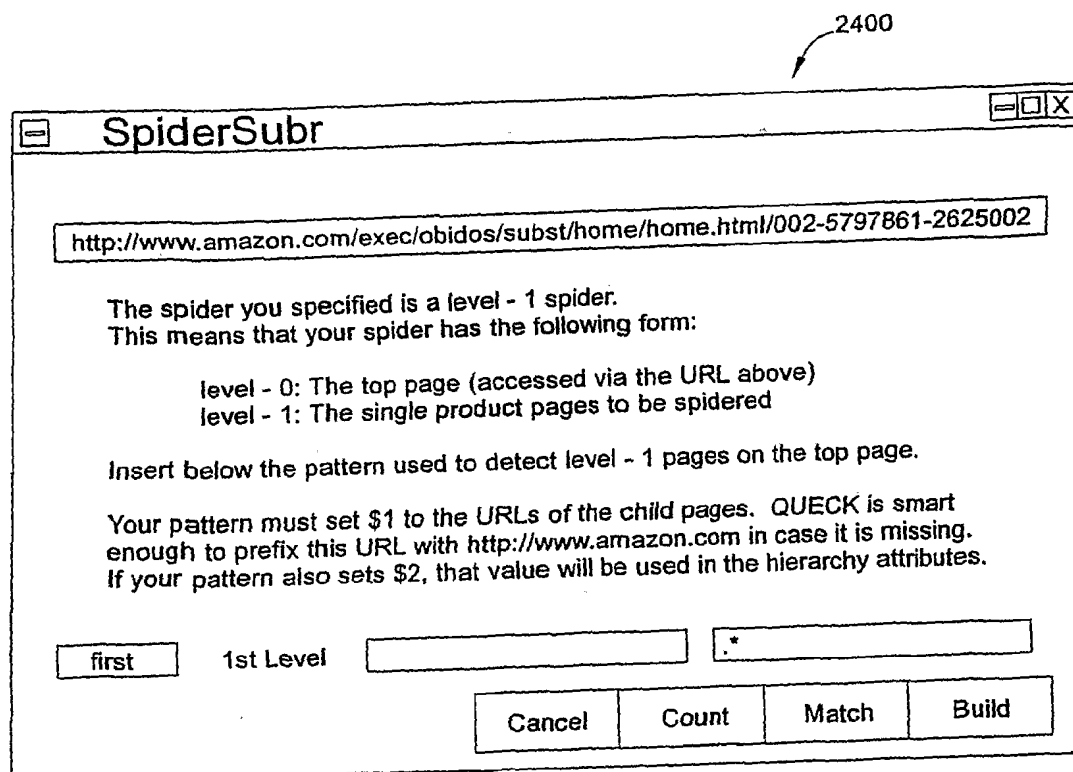 2400
SpiderSubr
X
http://www.amazon.com/exec/obidos/subst/home/home.html/002-5797861-2625002
The spider you specified is a level - 1 spider.
This means that your spider has the following form:
level - 0: The top page (accessed via the URL above)
level - 1: The single product pages to be spidered
Insert below the pattern used to detect level - 1 pages on the top page.
Your pattern must set $1 to the URLs of the child pages. QUECK is smart
enough to prefix this URL with http://www.amazon.com in case it is missing.
If your pattern also sets $2, that value will be used in the hierarchy attributes.
first 1st Level .*
Cancel Count Match Build